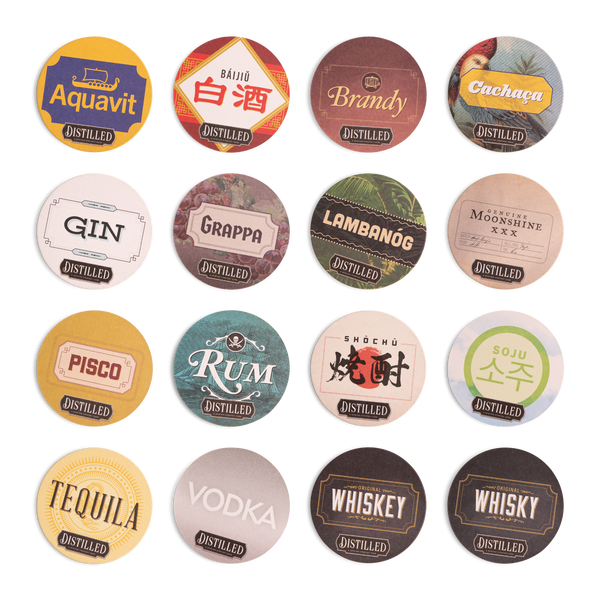 Aquavit
DISTILLED
BÁIJIǓ
白酒
DISTILLED
Brandy
DISTILLED
Cachaça
DISTILLED
GIN
DISTILLED
GRAPPA
DISTILLED
LAMBANÓG
DISTILLED
GENUINE
MOONSHINE
XXX
DISTILLED
PISCO
DISTILLED
RUM
DISTILLED
SHŌCHŪ
焼酎
DISTILLED
SOJU
소주
DISTILLED
TEQUILA
DISTILLED
VODKA
DISTILLED
ORIGINAL
WHISKEY
DISTILLED
ORIGINAL
WHISKY
DISTILLED